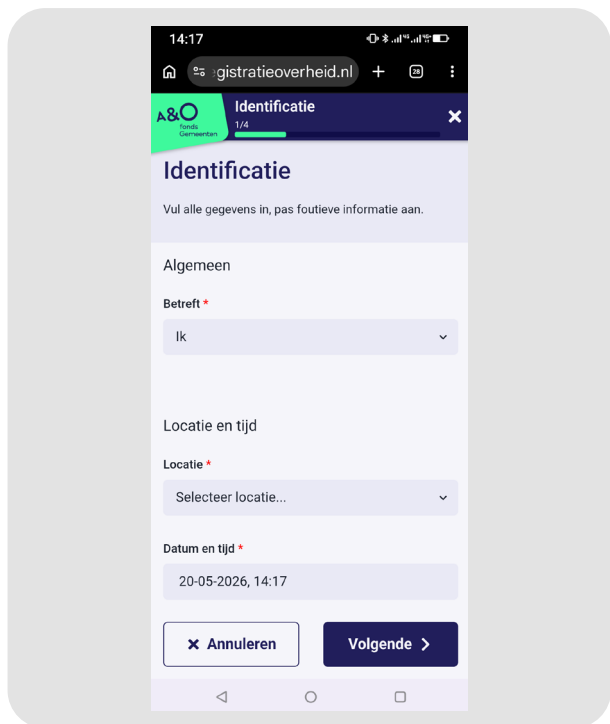 14:17
gistratieoverheid.nl
28
A&O
fonds
Gemeenten
Identificatie
1/4
Identificatie
Vul alle gegevens in, pas foutieve informatie aan.
Algemeen
Betreft *
Ik
Locatie en tijd
Locatie *
Selecteer locatie...
Datum en tijd *
20-05-2026, 14:17
Annuleren
Volgende